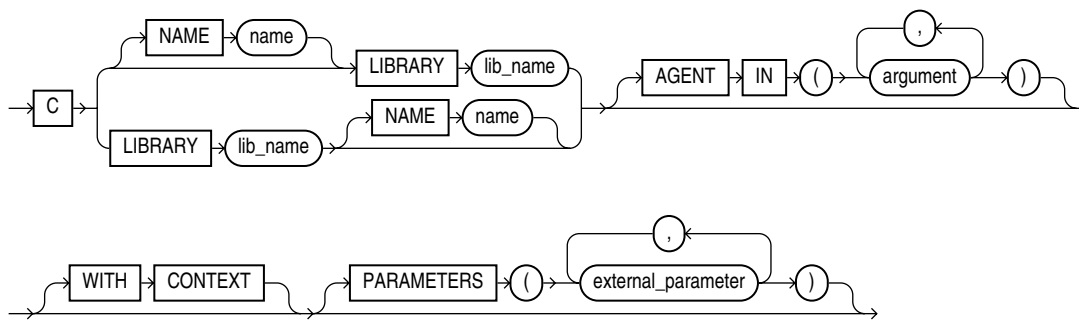 ,
NAME name
LIBRARY lib_name AGENT IN ( argument )
C
NAME name
LIBRARY lib_name
,
WITH CONTEXT PARAMETERS ( external_parameter )